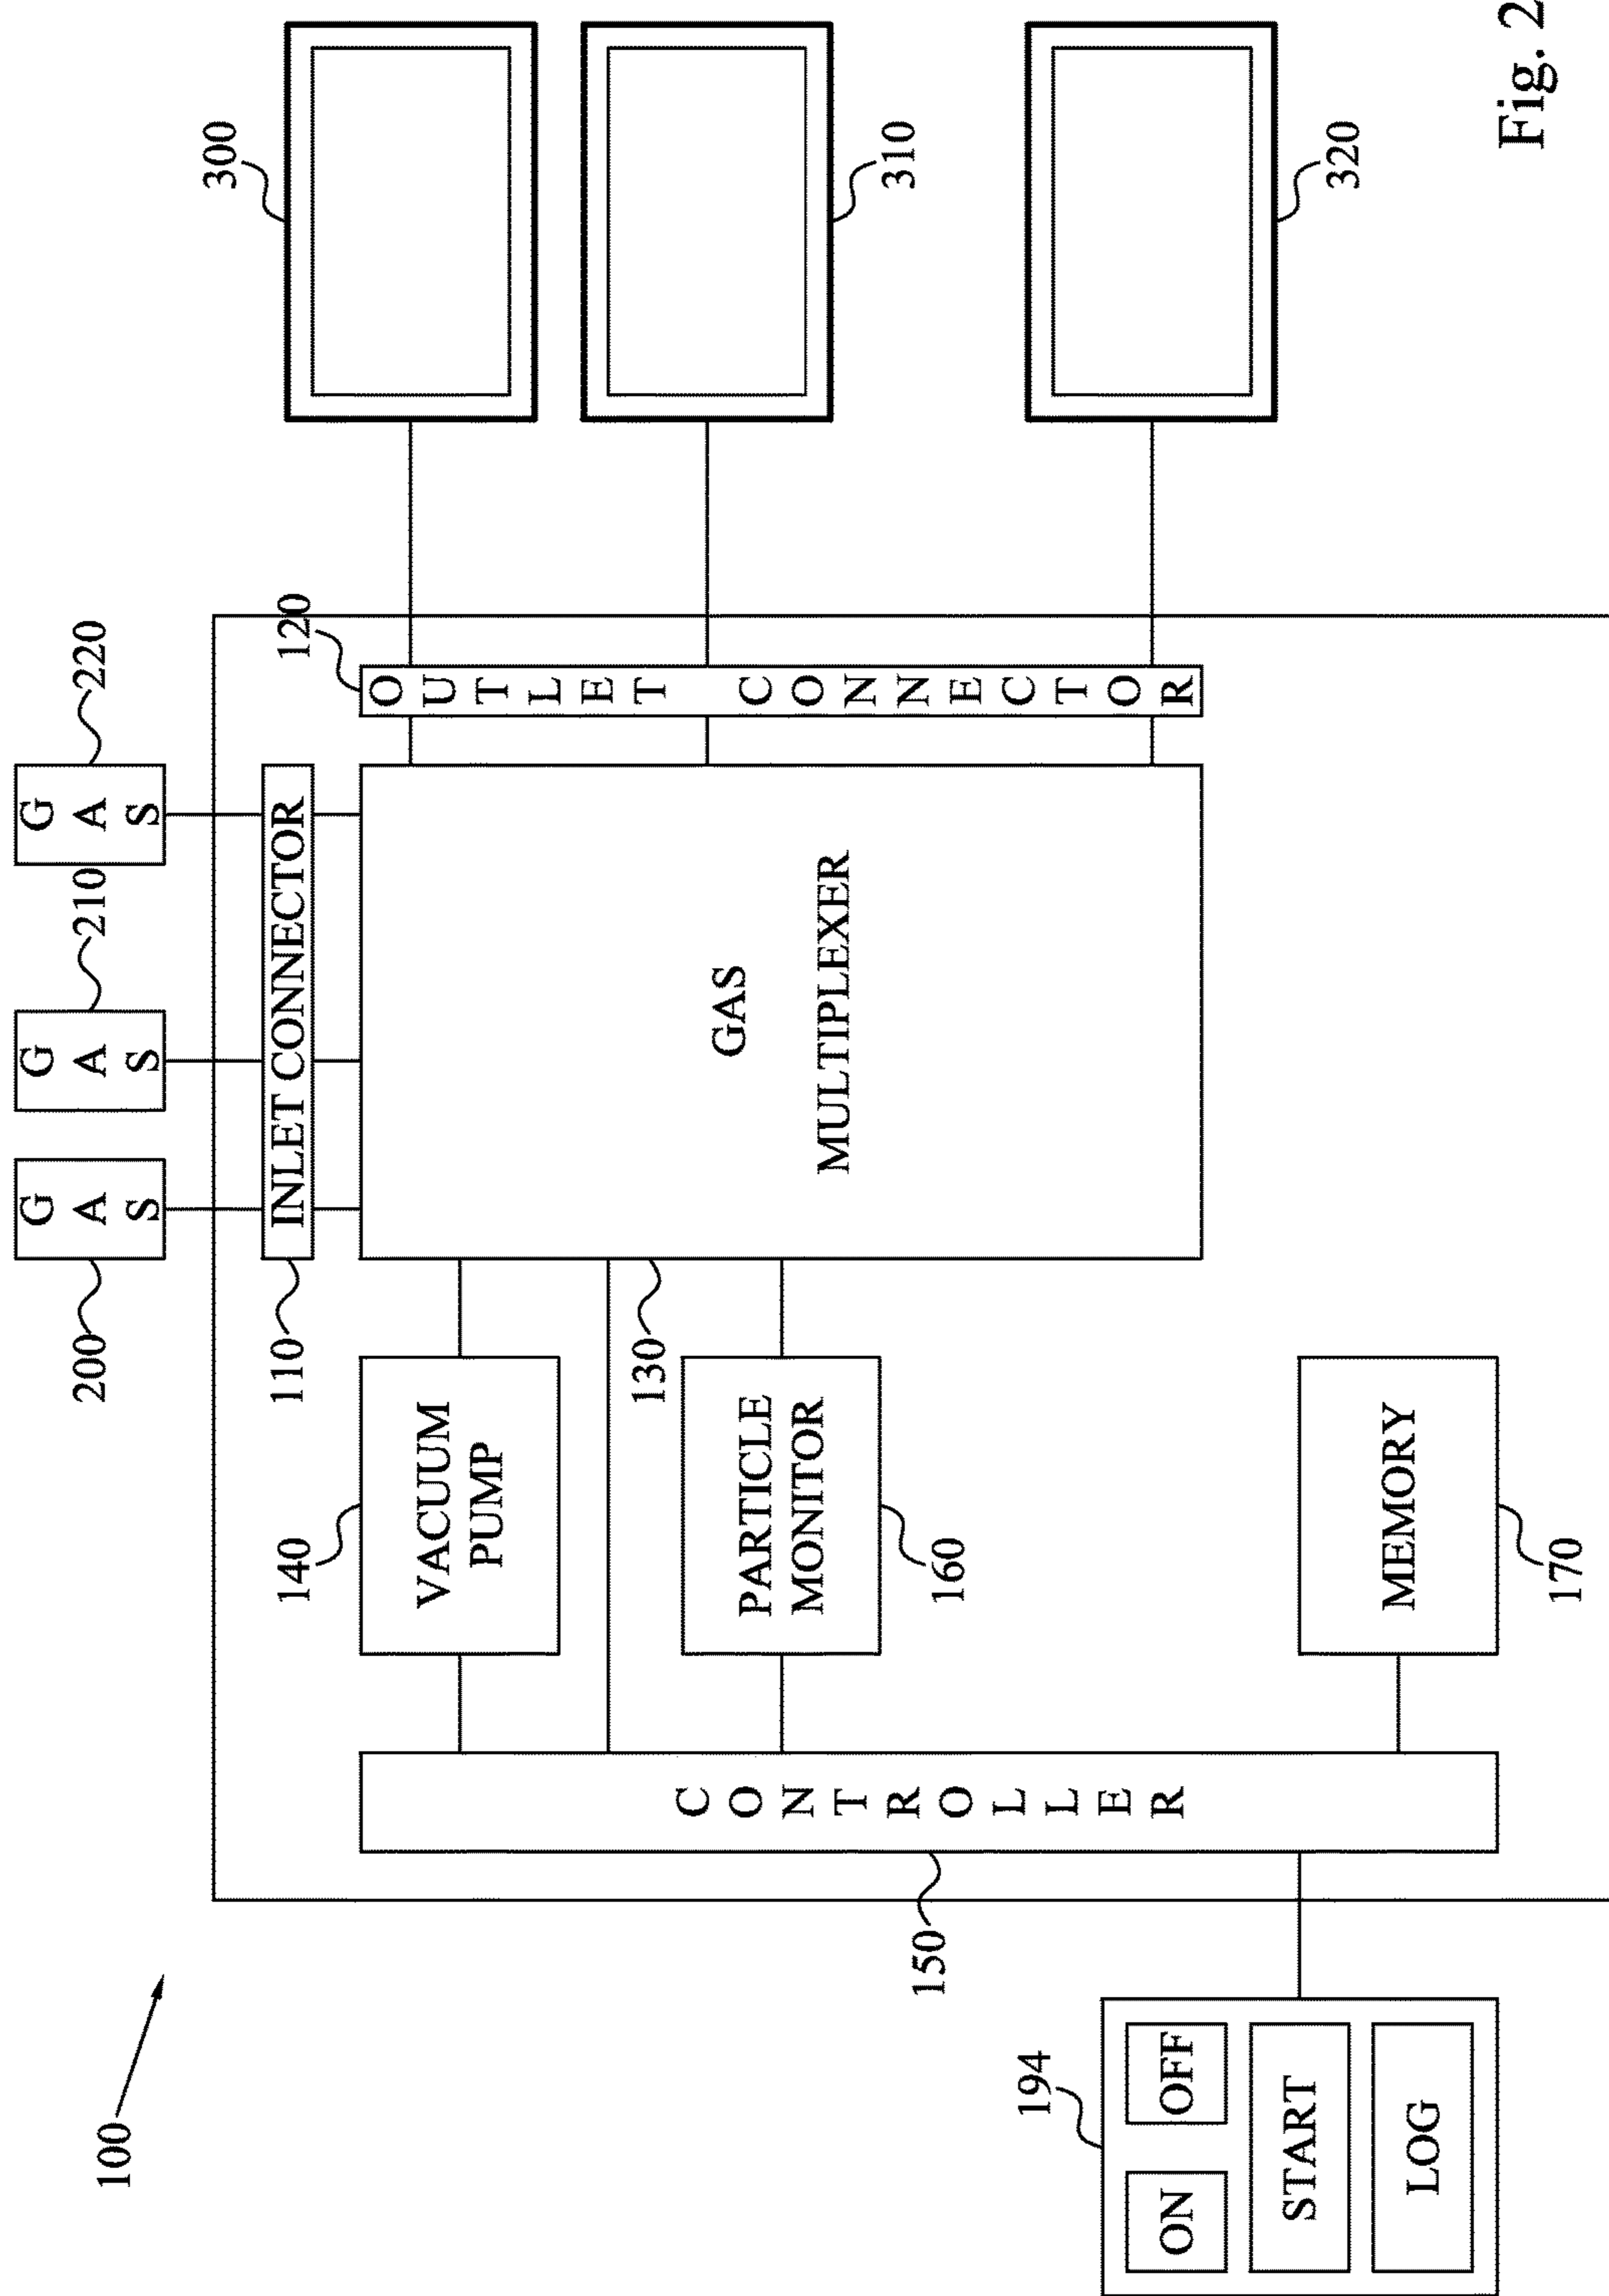 100
200
210
220
GAS
GAS
GAS
110
INLET CONNECTOR
120
OUTLET CONNECTOR
300
310
320
140
VACUUM
PUMP
130
GAS
MULTIPLEXER
PARTICLE
MONITOR
160
150
CONTROLLER
MEMORY
170
194
ON
OFF
START
LOG
Fig. 2